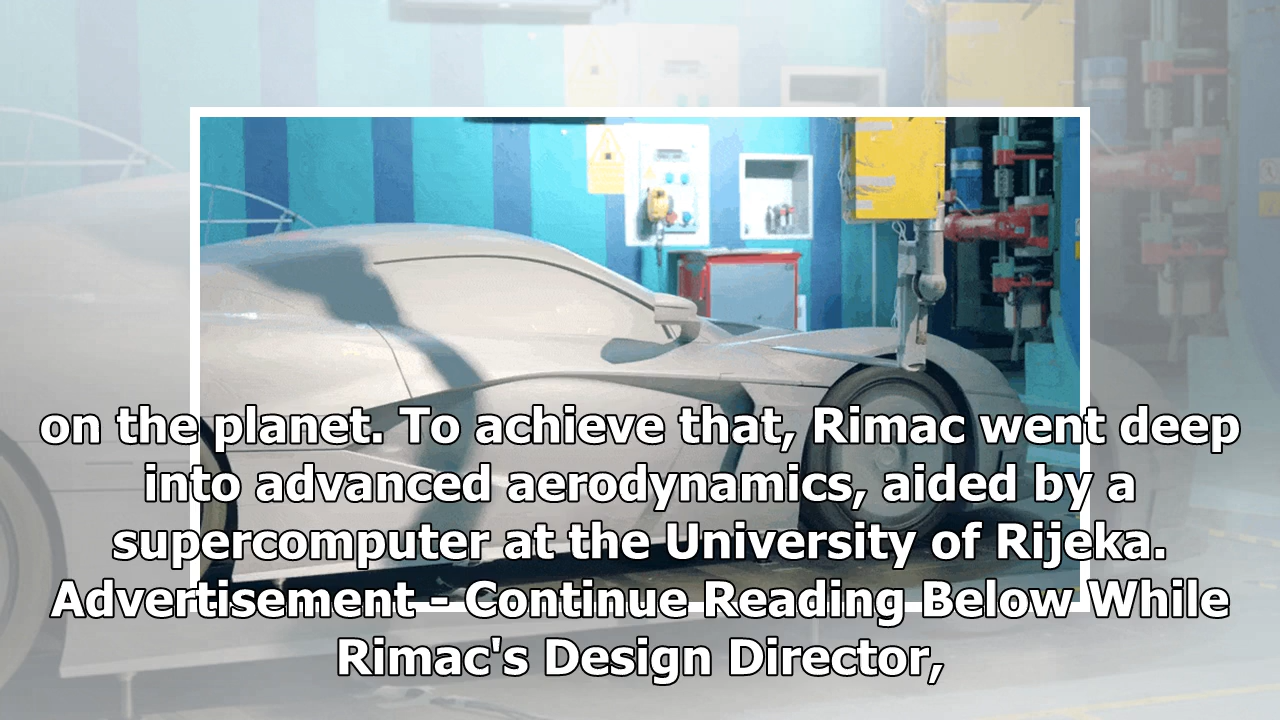 on the planet. To achieve that, Rimac went deep
into advanced aerodynamics, aided by a
supercomputer at the University of Rijeka.
Advertisement - Continue Reading Below While
Rimac's Design Director,